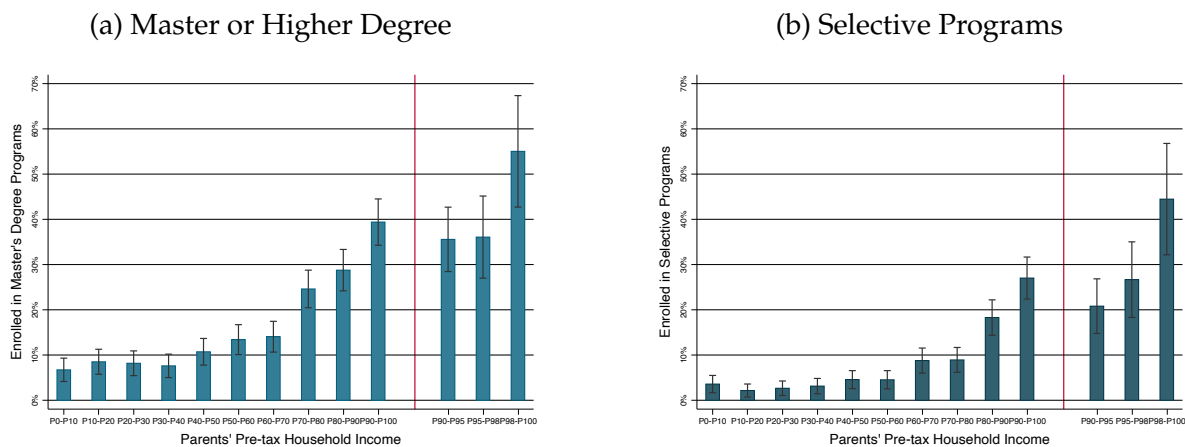 (a) Master or Higher Degree
70%
60%
50%
40%
30%
20%
10%
0%
Enrolled in Master's Degree Programs
P0-P10 P10-P20 P20-P30 P30-P40 P40-P50 P50-P60 P60-P70 P70-P80 P80-P90 P90-P100 P90-P95 P95-P98 P98-P100
Parents' Pre-tax Household Income
(b) Selective Programs
70%
60%
50%
40%
30%
20%
10%
0%
Enrolled in Selective Programs
P0-P10 P10-P20 P20-P30 P30-P40 P40-P50 P50-P60 P60-P70 P70-P80 P80-P90 P90-P100 P90-P95 P95-P98 P98-P100
Parents' Pre-tax Household Income